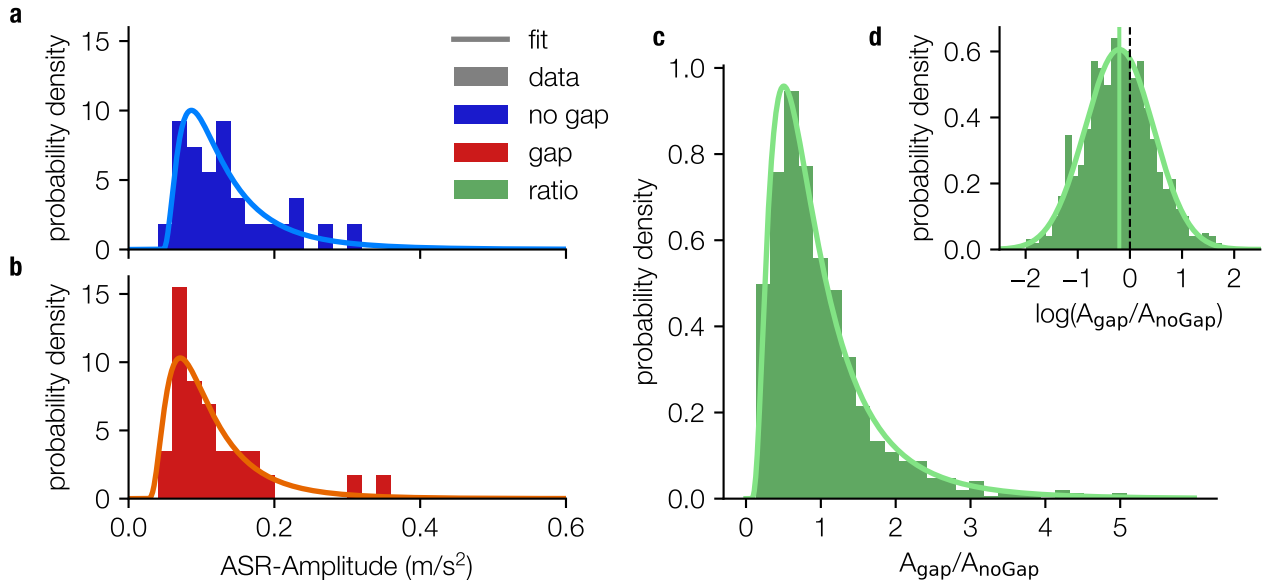 a
probability density
15
10
5
0
fit
data
no gap
gap
ratio
b
probability density
15
10
5
0
0.0 0.2 0.4 0.6
ASR-Amplitude (m/s²)
c
probability density
1.0
0.8
0.6
0.4
0.2
0.0
0 1 2 3 4 5
A_gap/A_noGap
d
probability density
0.6
0.4
0.2
0.0
−2 −1 0 1 2
log(A_gap/A_noGap)